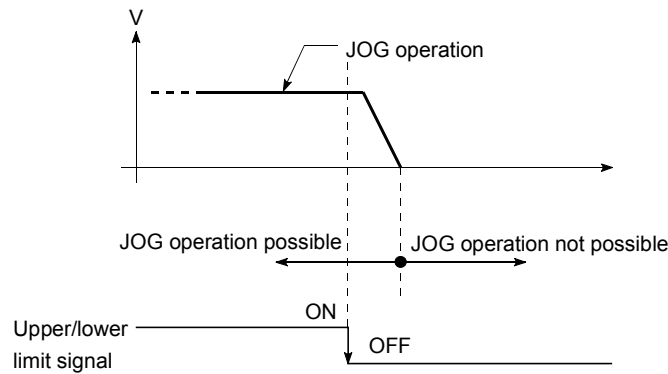 V
JOG operation
JOG operation possible
JOG operation not possible
ON
Upper/lower
limit signal
OFF